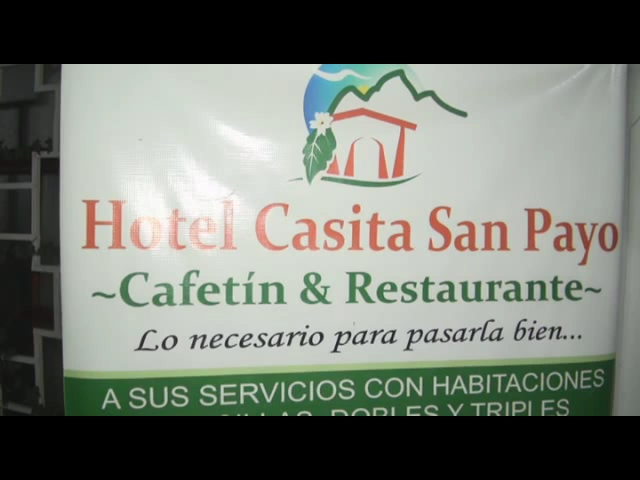 Hotel Casita San Payo
~Cafetín & Restaurante~
Lo necesario para pasarla bien...
A SUS SERVICIOS CON HABITACIONES
DOBLES Y TRIPLES